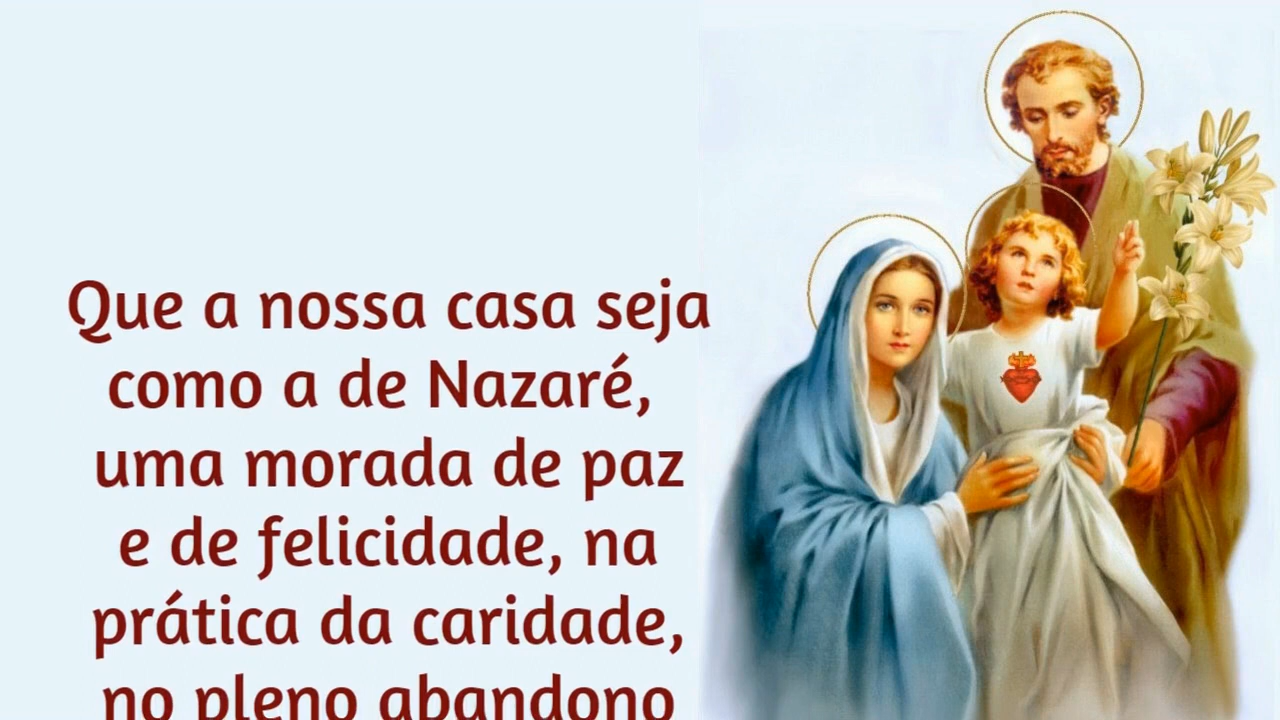 Que a nossa casa seja
como a de Nazaré,
uma morada de paz
e de felicidade, na
prática da caridade,
no pleno abandono